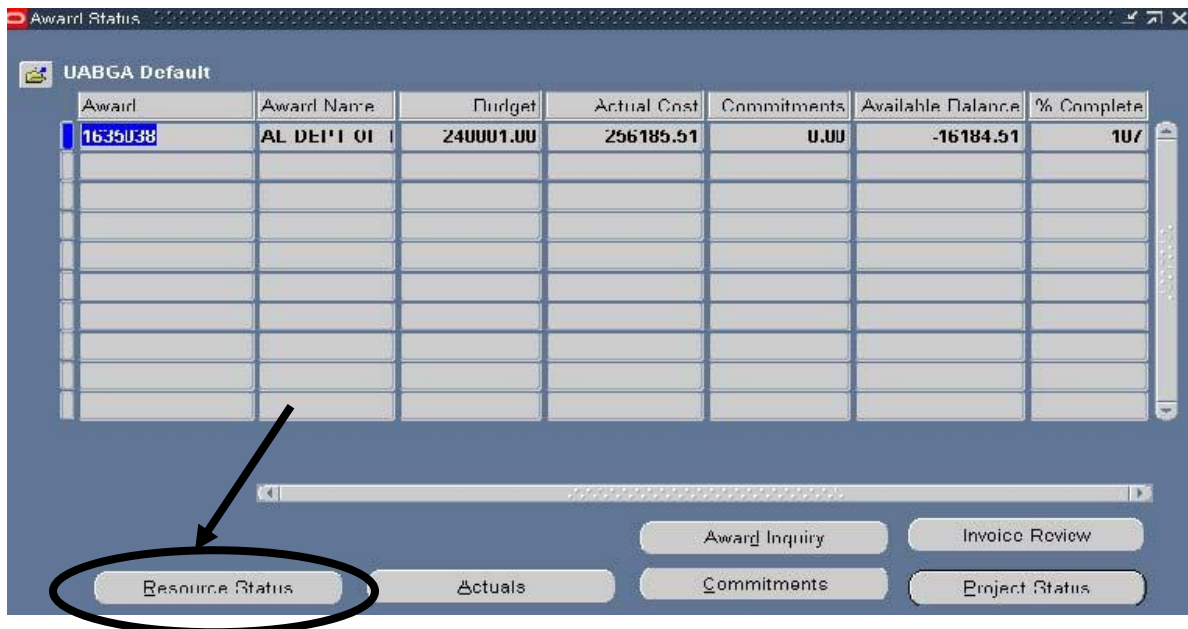 Award Status
UABGA Default
Award Award Name Budget Actual Cost Commitments Available Balance % Complete
1635038 AL DEPT OF 240001.00 256185.51 0.00 -16184.51 107
Award Inquiry Invoice Review
Resource Status Actuals Commitments Project Status